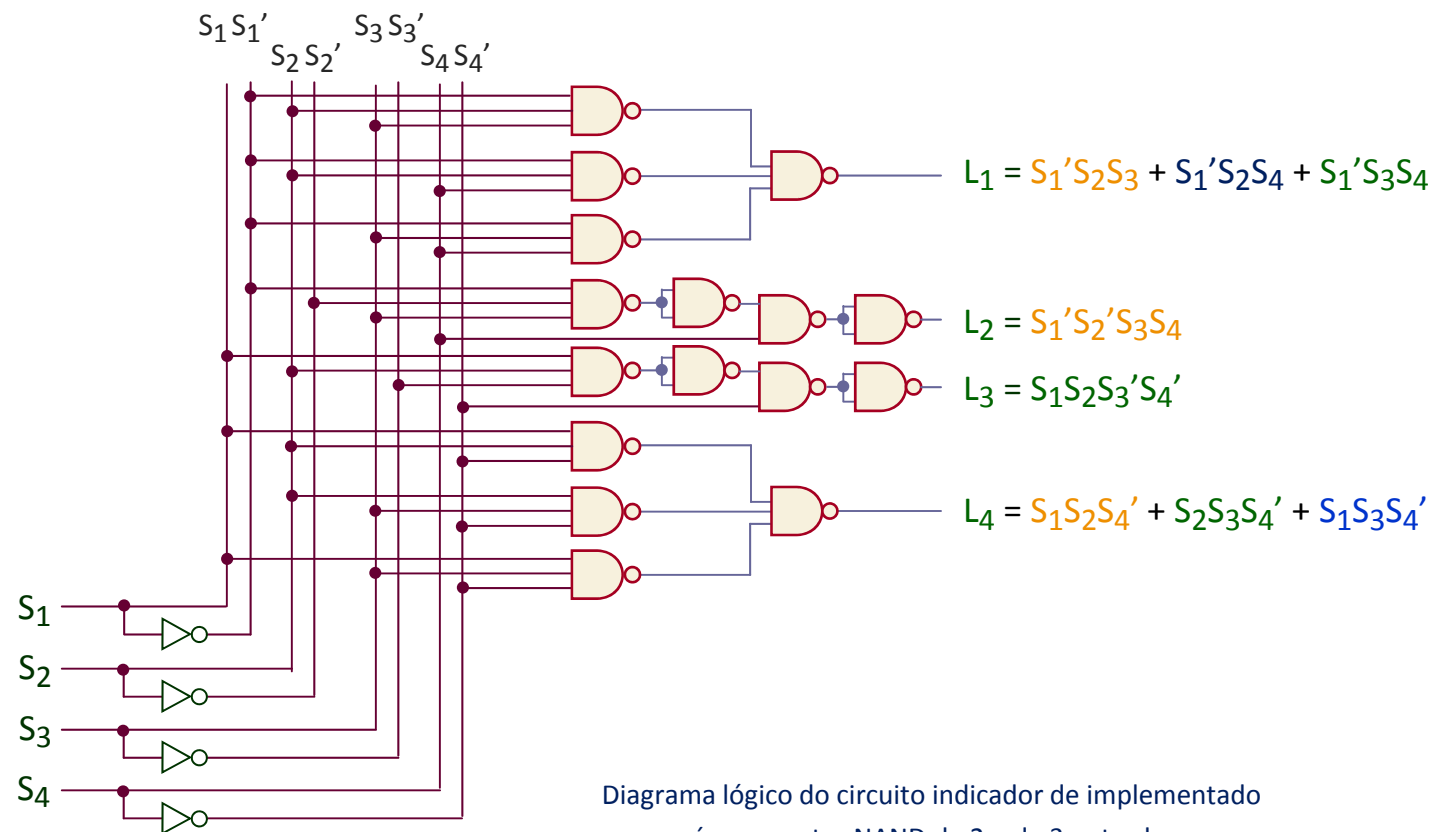 S₁ S₁’ S₃ S₃’
S₂ S₂’ S₄ S₄’
L₁ = S₁’S₂S₃ + S₁’S₂S₄ + S₁’S₃S₄
L₂ = S₁’S₂’S₃S₄
L₃ = S₁S₂S₃’S₄’
L₄ = S₁S₂S₄’ + S₂S₃S₄’ + S₁S₃S₄’
S₁
S₂
S₃
S₄
Diagrama lógico do circuito indicador de implementado